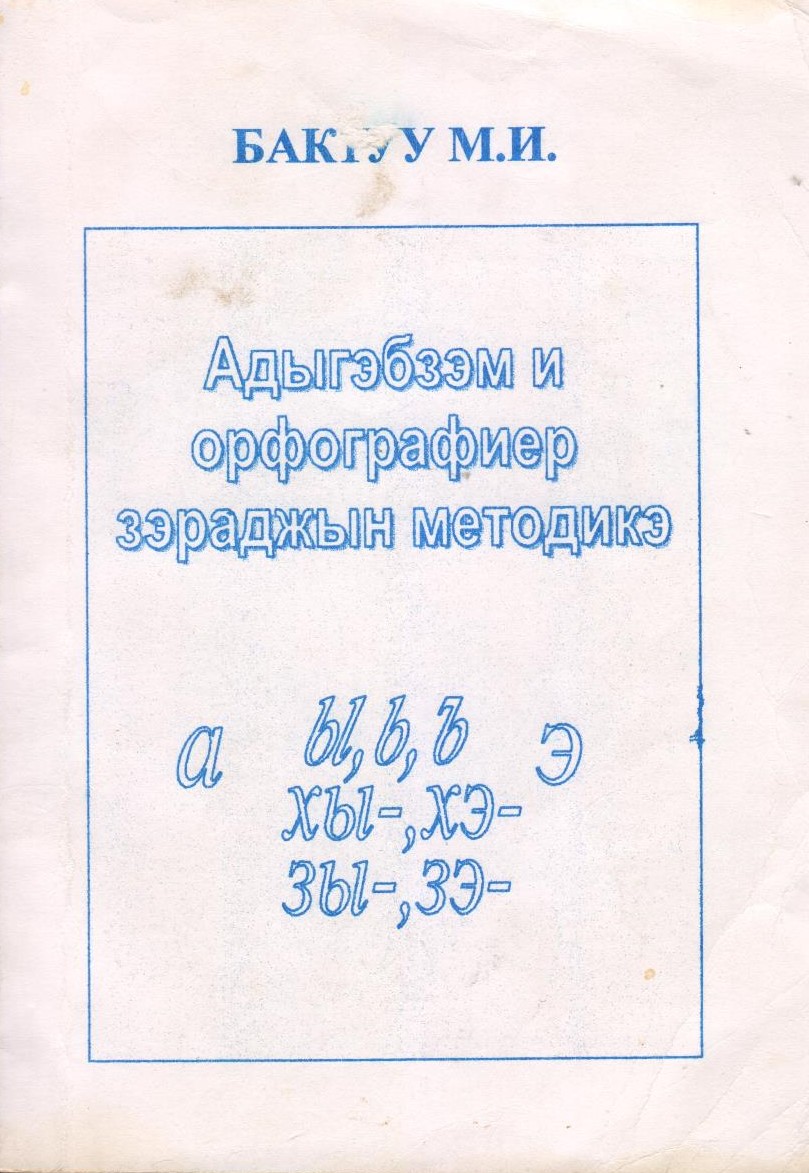 М.И.
Адыгэбзэм и
орфографиер
зэраджын методикэ
а ы, ь, ъ э
хы-, хэ-
зы-, зэ-